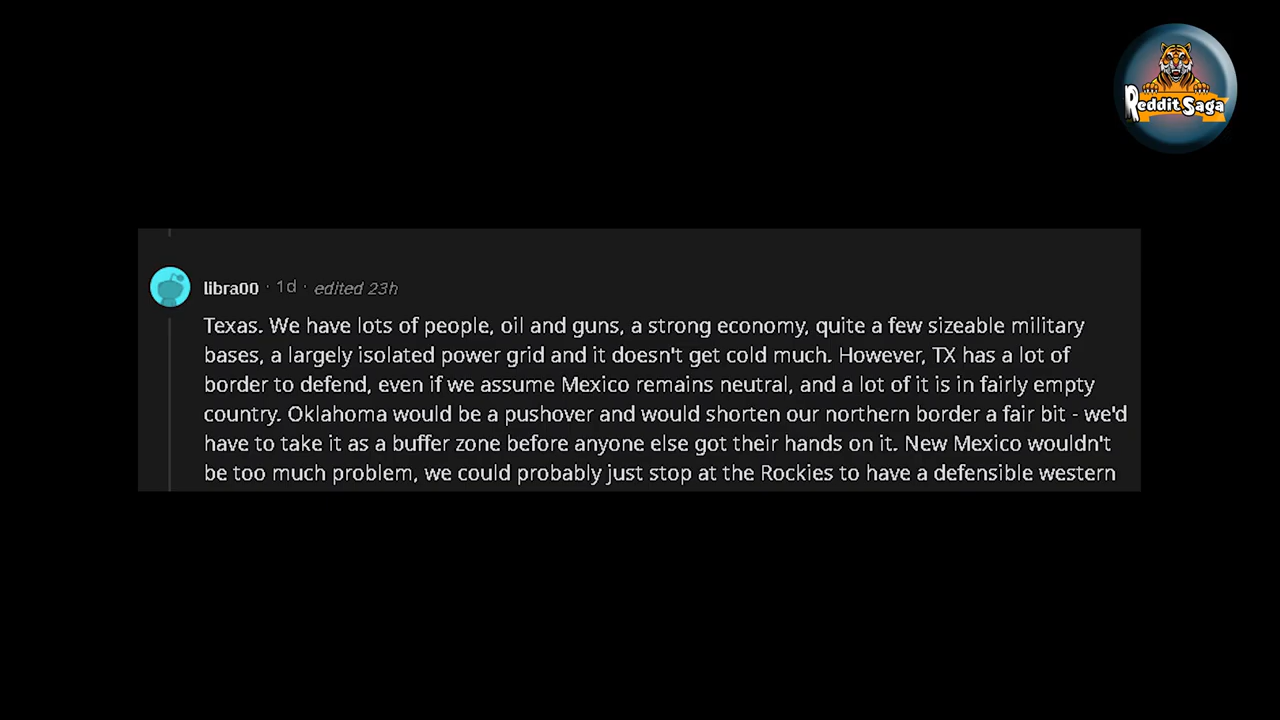 Reddit Saga
libra00 · 1d · edited 23h
Texas. We have lots of people, oil and guns, a strong economy, quite a few sizeable military
bases, a largely isolated power grid and it doesn't get cold much. However, TX has a lot of
border to defend, even if we assume Mexico remains neutral, and a lot of it is in fairly empty
country. Oklahoma would be a pushover and would shorten our northern border a fair bit - we'd
have to take it as a buffer zone before anyone else got their hands on it. New Mexico wouldn't
be too much problem, we could probably just stop at the Rockies to have a defensible western